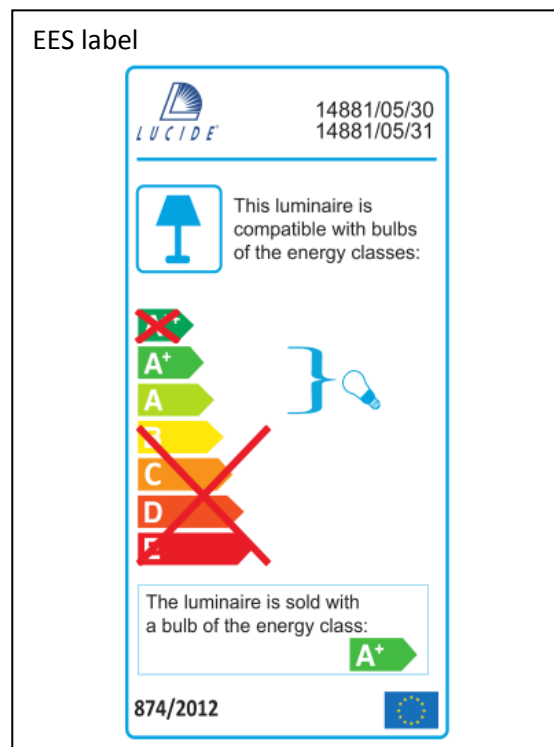 EES label
LUCIDE
14881/05/30
14881/05/31
This luminaire is
compatible with bulbs
of the energy classes:
A++
A+
A
B
C
D
E
The luminaire is sold with
a bulb of the energy class:
A+
874/2012